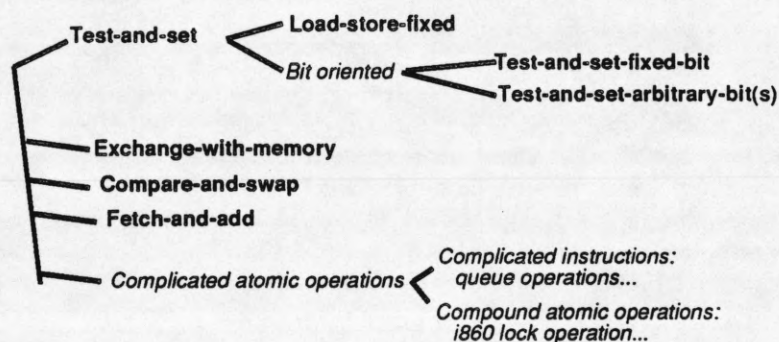 Test-and-set
Load-store-fixed
Bit oriented
Test-and-set-fixed-bit
Test-and-set-arbitrary-bit(s)
Exchange-with-memory
Compare-and-swap
Fetch-and-add
Complicated atomic operations
Complicated instructions:
queue operations...
Compound atomic operations:
i860 lock operation...